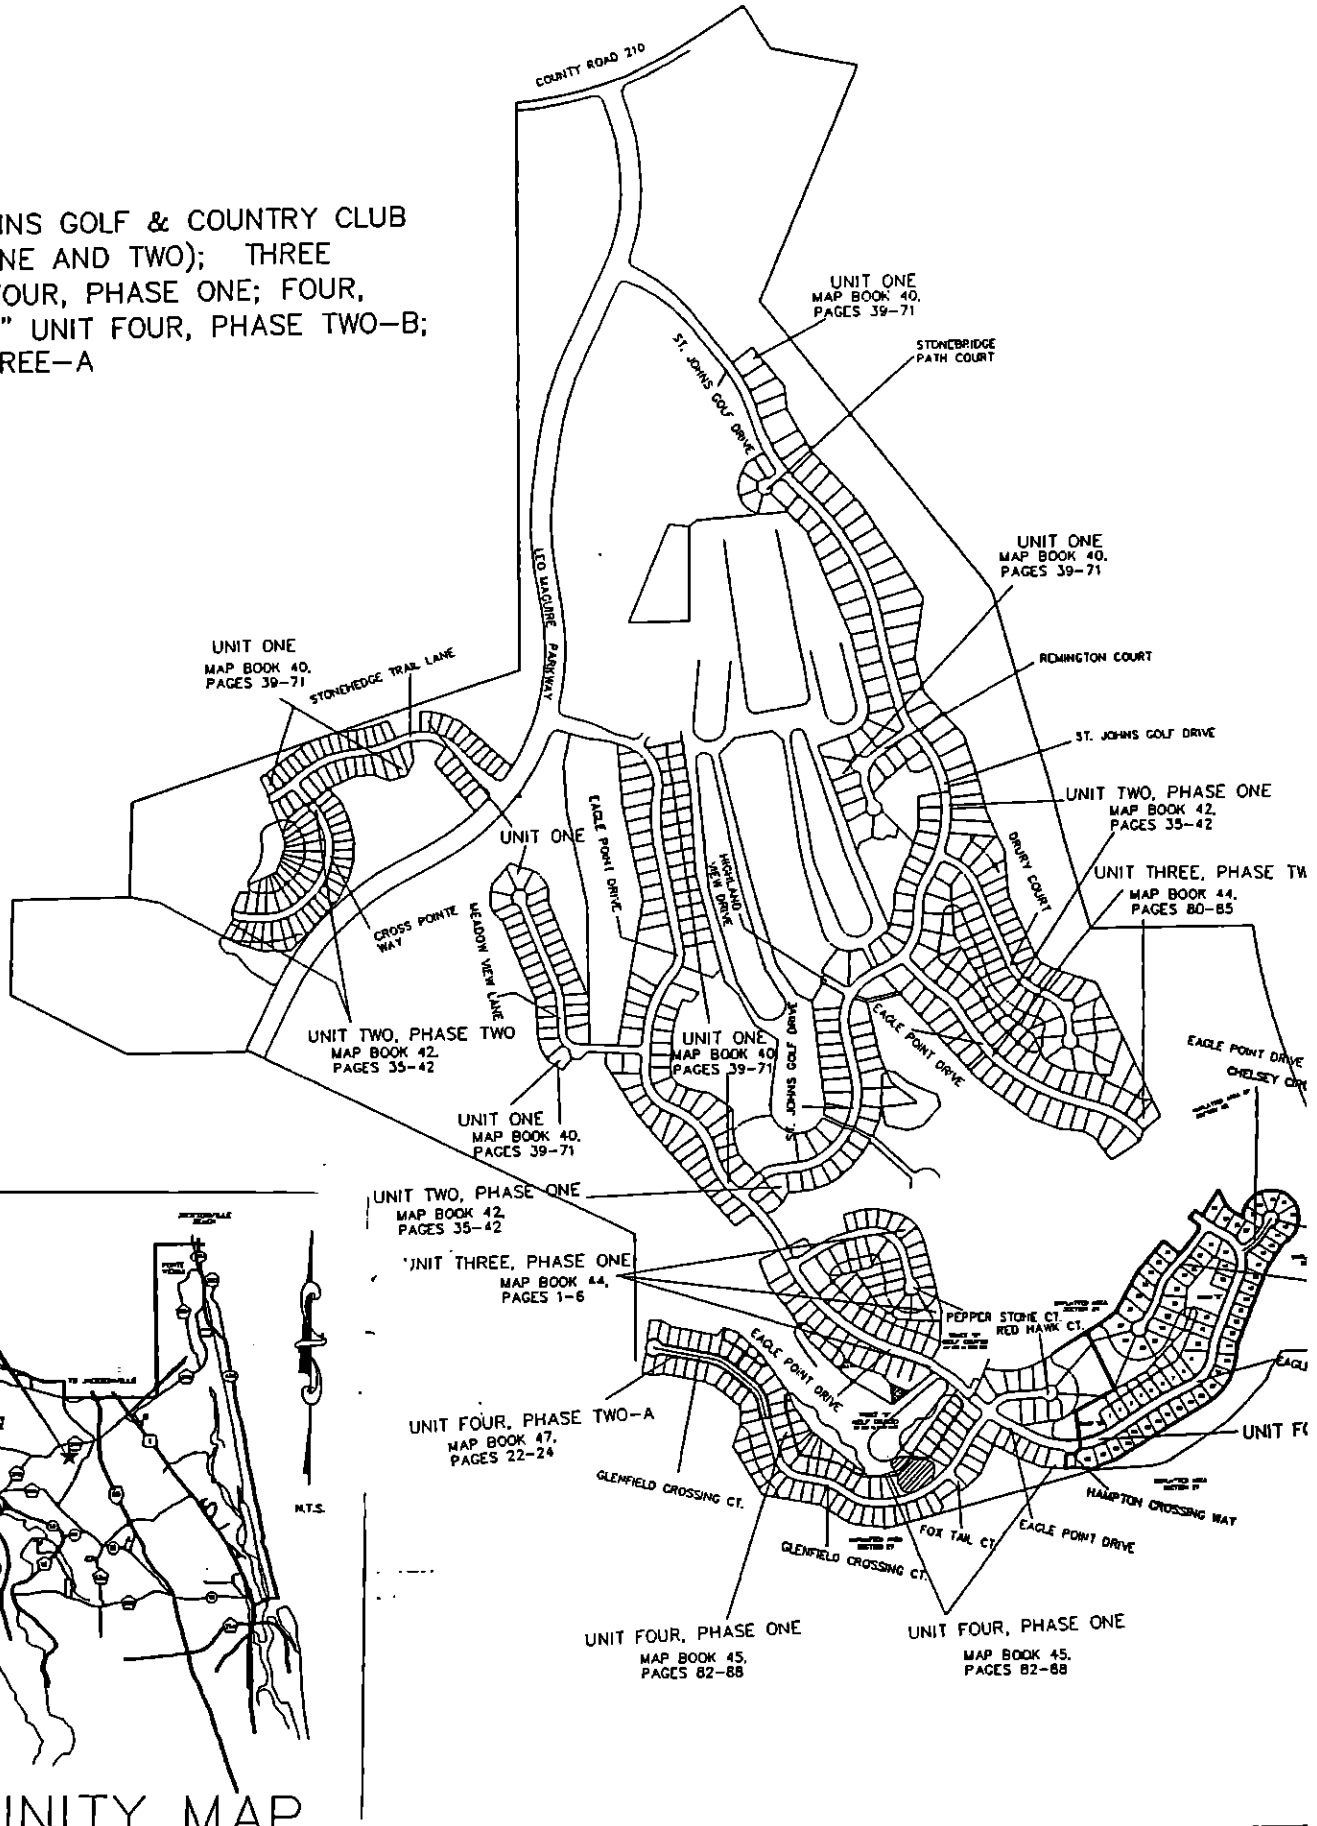 COUNTY ROAD 210
INS GOLF & COUNTRY CLUB
NE AND TWO); THREE
OUR, PHASE ONE; FOUR,
" UNIT FOUR, PHASE TWO-B;
REE-A
UNIT ONE
MAP BOOK 40,
PAGES 39-71
STONEBRIDGE
PATH COURT
ST. JOHNS GOLF DRIVE
UNIT ONE
MAP BOOK 40,
PAGES 39-71
LEO MAGUIRE PARKWAY
UNIT ONE
MAP BOOK 40,
PAGES 39-71
STONEHEDGE TRAIL LANE
REMINGTON COURT
ST. JOHNS GOLF DRIVE
UNIT TWO, PHASE ONE
MAP BOOK 42,
PAGES 35-42
UNIT ONE
EAGLE POINT DRIVE
HIGHLAND
VIEW DRIVE
DRURY COURT
UNIT THREE, PHASE TW
MAP BOOK 44,
PAGES 80-85
CROSS POINTE
WAY
MEADOW VIEW LANE
UNIT TWO, PHASE TWO
MAP BOOK 42,
PAGES 35-42
UNIT ONE
MAP BOOK 40
PAGES 39-71
ST. JOHNS GOLF DRIVE
EAGLE POINT DRIVE
EAGLE POINT DRIVE
CHELSEY CIR
UNIT ONE
MAP BOOK 40,
PAGES 39-71
UNIT TWO, PHASE ONE
MAP BOOK 42,
PAGES 35-42
UNIT THREE, PHASE ONE
MAP BOOK 44,
PAGES 1-6
PEPPER STONE CT.
RED HAWK CT.
EAGLE POINT DRIVE
EAGL
UNIT FOUR, PHASE TWO-A
MAP BOOK 47,
PAGES 22-24
UNIT FO
GLENFIELD CROSSING CT.
HAMPTON CROSSING WAY
FOX TAIL CT.
EAGLE POINT DRIVE
GLENFIELD CROSSING CT.
UNIT FOUR, PHASE ONE
MAP BOOK 45,
PAGES 82-88
UNIT FOUR, PHASE ONE
MAP BOOK 45,
PAGES 82-88
JACKSONVILLE
BEACH
TO JACKSONVILLE
N.T.S.
INITY MAP